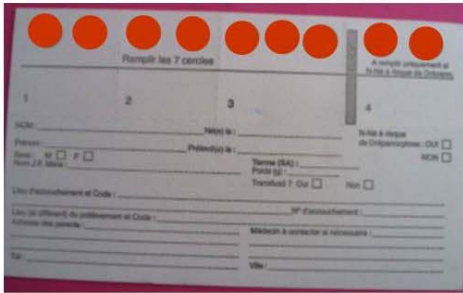 Remplir les 7 cercles
A remplir uniquement si
N-Né à risque de Drépano.
1 2 3 4
NOM : Né(e) le :
N-Né à risque
de Drépanocytose : OUI
NON
Prénom : Prélevé(e) le :
Sexe : M F
Nom J.F. Mère :
Terme (SA) :
Poids (g) :
Transfusé ? Oui Non
Lieu d'accouchement et Code :
N° d'accouchement :
Lieu (si différent) du prélèvement et Code :
Adresse des parents :
Médecin à contacter si nécessaire :
Tél : Ville :